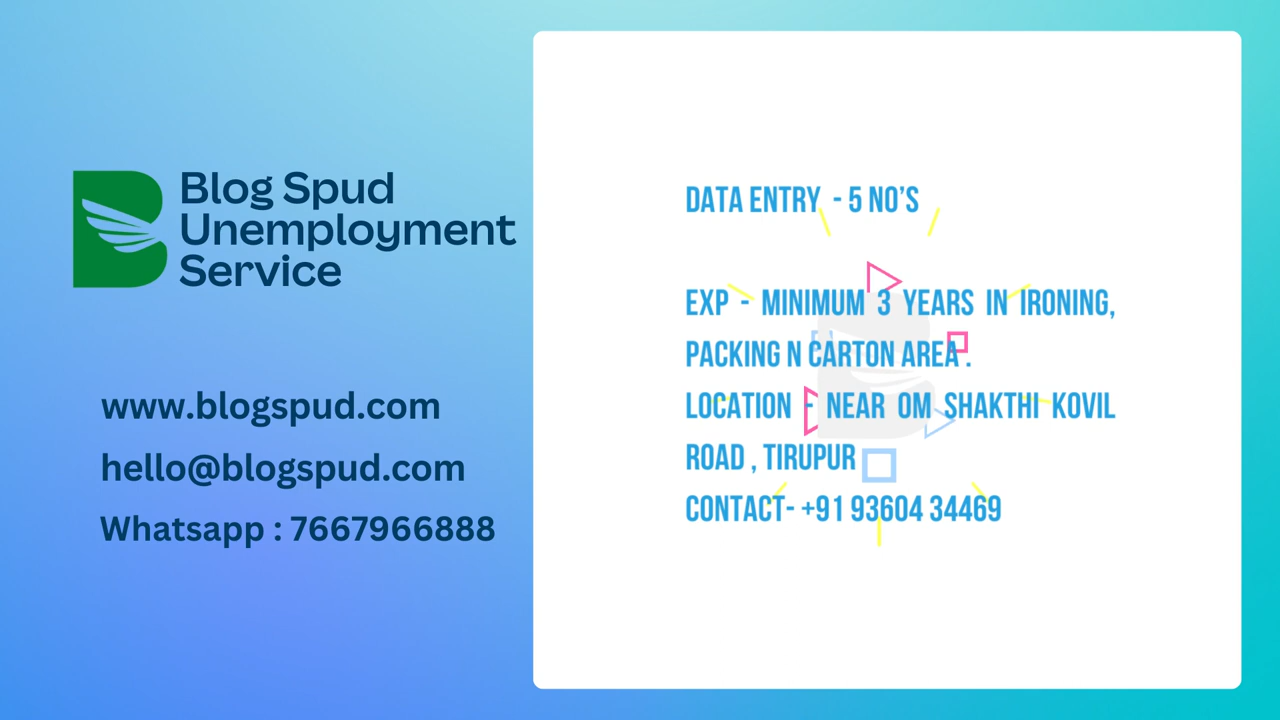 Blog Spud
Unemployment
Service
www.blogspud.com
hello@blogspud.com
Whatsapp : 7667966888
DATA ENTRY - 5 NO'S
EXP - MINIMUM 3 YEARS IN IRONING,
PACKING N CARTON AREA .
LOCATION - NEAR OM SHAKTHI KOVIL
ROAD , TIRUPUR
CONTACT- +91 93604 34469